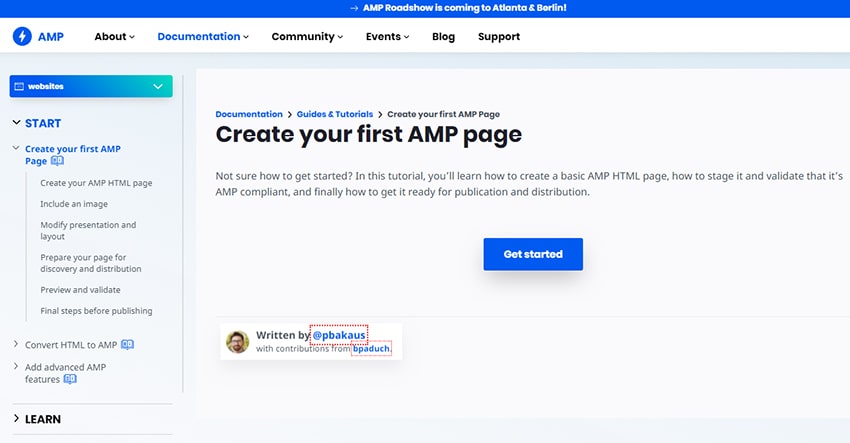 → AMP Roadshow is coming to Atlanta & Berlin!
AMP About Documentation Community Events Blog Support
websites
START
Create your first AMP
Page
Create your AMP HTML page
Include an image
Modify presentation and
layout
Prepare your page for
discovery and distribution
Preview and validate
Final steps before publishing
Convert HTML to AMP
Add advanced AMP
features
LEARN
Documentation > Guides & Tutorials > Create your first AMP Page
Create your first AMP page
Not sure how to get started? In this tutorial, you'll learn how to create a basic AMP HTML page, how to stage it and validate that it's
AMP compliant, and finally how to get it ready for publication and distribution.
Get started
Written by @pbakaus
with contributions from bpaduch.